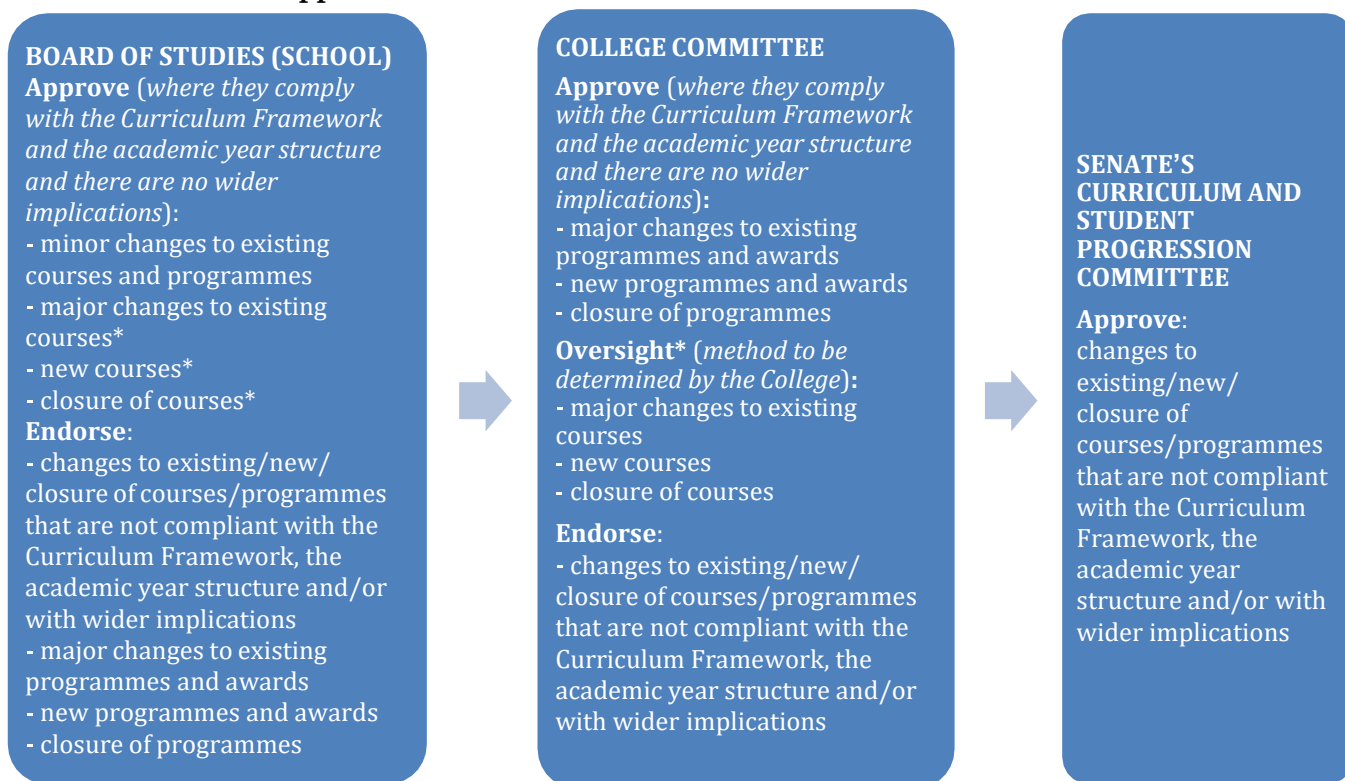 BOARD OF STUDIES (SCHOOL)
Approve (where they comply
with the Curriculum Framework
and the academic year structure
and there are no wider
implications):
- minor changes to existing
courses and programmes
- major changes to existing
courses*
- new courses*
- closure of courses*
Endorse:
- changes to existing/new/
closure of courses/programmes
that are not compliant with the
Curriculum Framework, the
academic year structure and/or
with wider implications
- major changes to existing
programmes and awards
- new programmes and awards
- closure of programmes
COLLEGE COMMITTEE
Approve (where they comply
with the Curriculum Framework
and the academic year structure
and there are no wider
implications):
- major changes to existing
programmes and awards
- new programmes and awards
- closure of programmes
Oversight* (method to be
determined by the College):
- major changes to existing
courses
- new courses
- closure of courses
Endorse:
- changes to existing/new/
closure of courses/programmes
that are not compliant with the
Curriculum Framework, the
academic year structure and/or
with wider implications
SENATE'S
CURRICULUM AND
STUDENT
PROGRESSION
COMMITTEE
Approve:
changes to
existing/new/
closure of
courses/programmes
that are not compliant
with the Curriculum
Framework, the
academic year
structure and/or with
wider implications